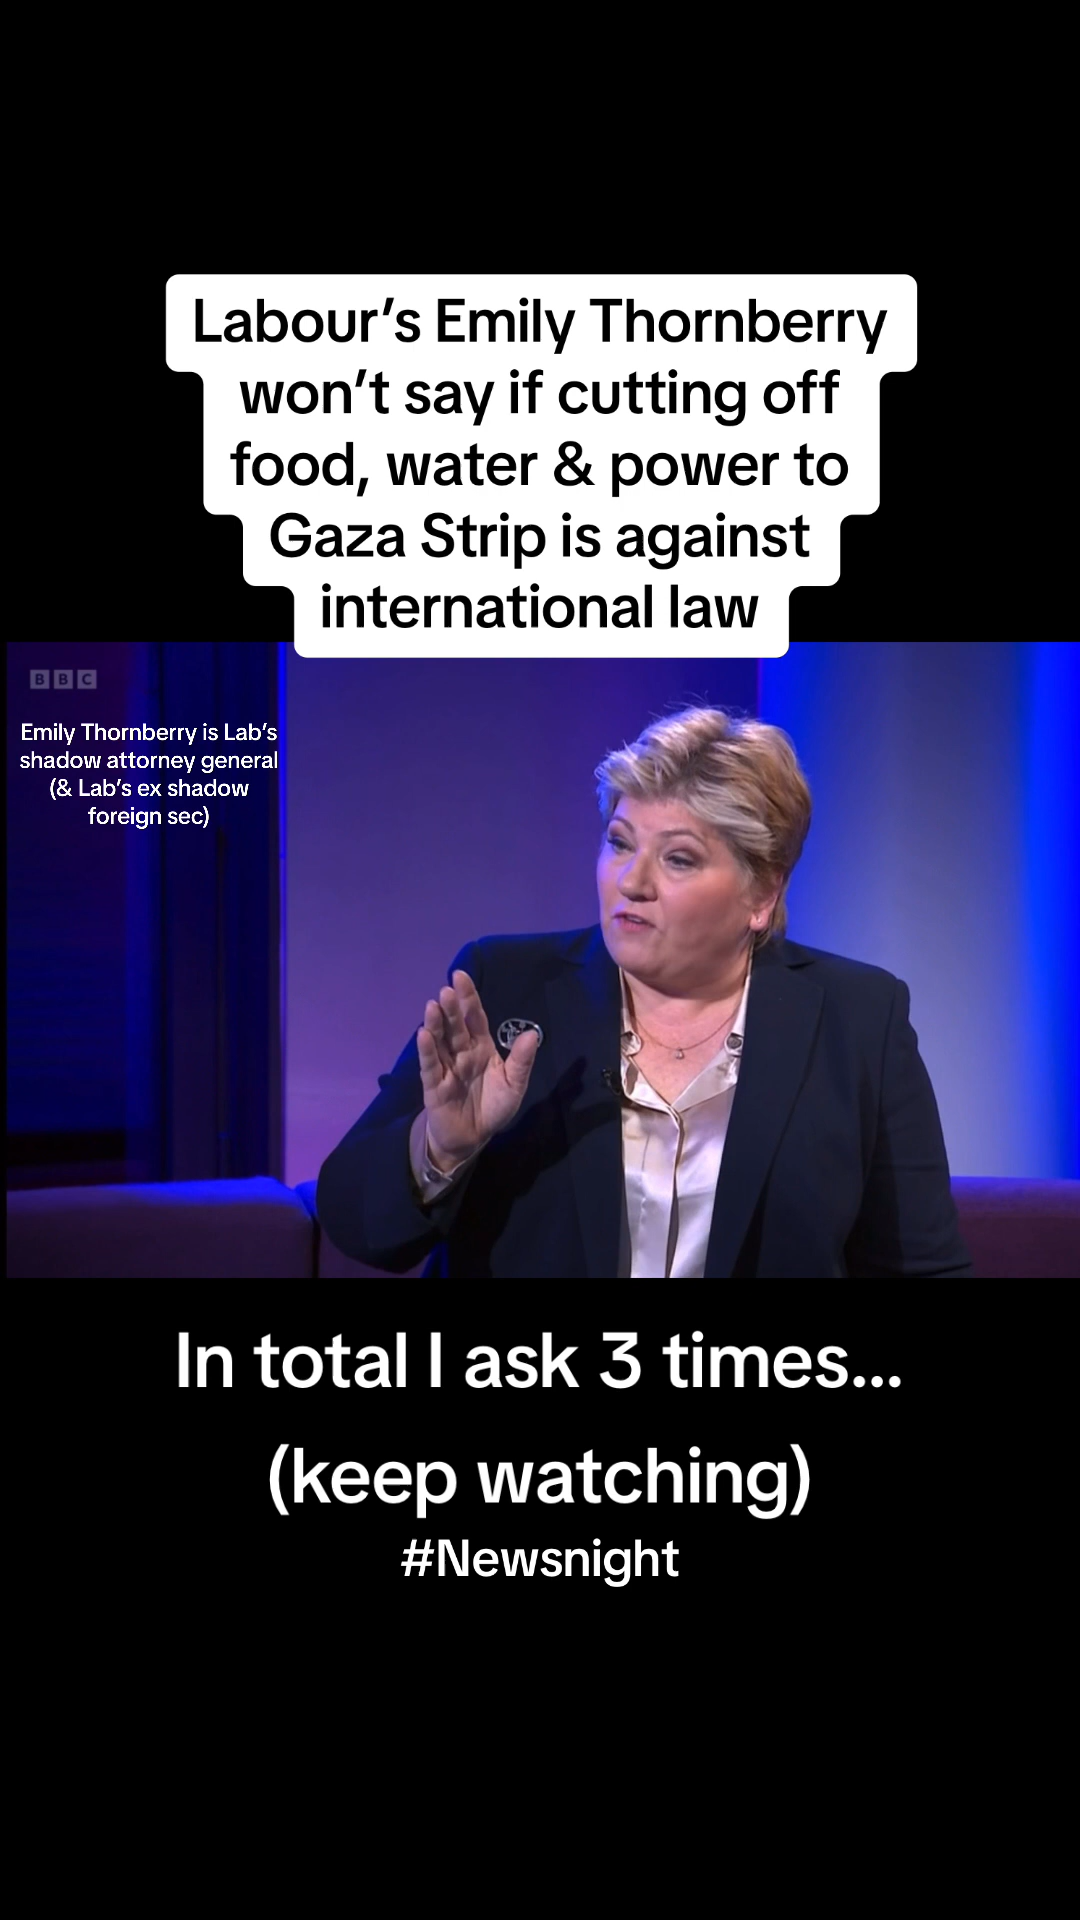 Labour’s Emily Thornberry
won’t say if cutting off
food, water & power to
Gaza Strip is against
international law
BBC
Emily Thornberry is Lab’s
shadow attorney general
(& Lab’s ex shadow
foreign sec)
In total I ask 3 times...
(keep watching)
#Newsnight